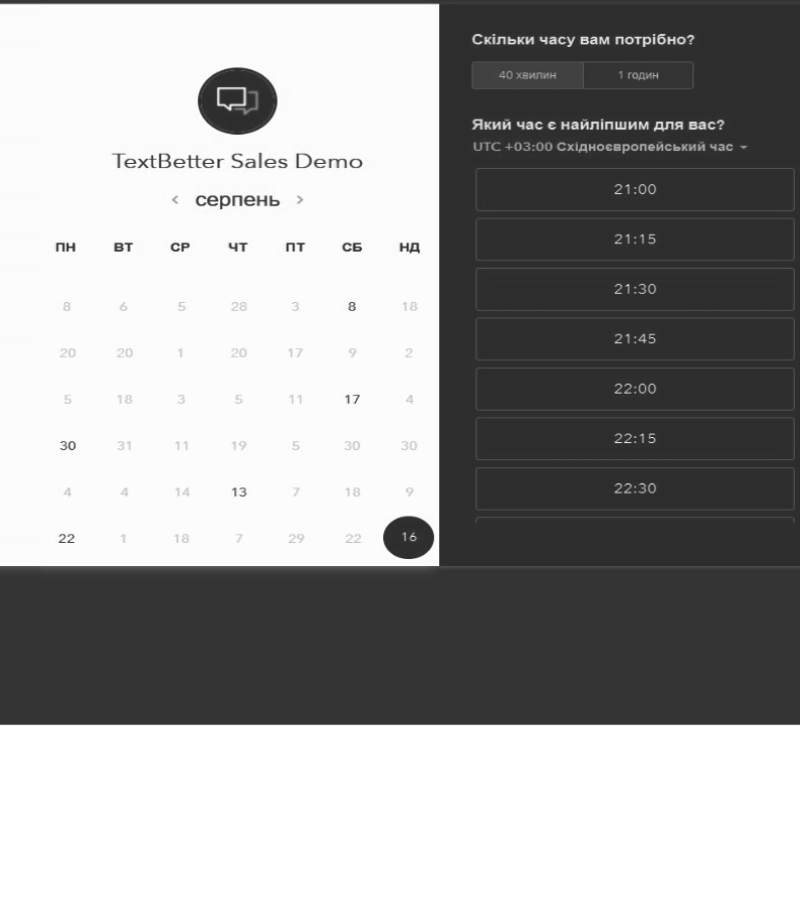 TextBetter Sales Demo
< серпень >
ПН ВТ СР ЧТ ПТ СБ НД
8 6 5 28 3 8 18
20 20 1 20 17 9 2
5 18 3 5 11 17 4
30 31 11 19 5 30 30
4 4 14 13 7 18 9
22 1 18 7 29 22 16
Скільки часу вам потрібно?
40 хвилин 1 годин
Який час є найліпшим для вас?
UTC +03:00 Східноєвропейський час
21:00
21:15
21:30
21:45
22:00
22:15
22:30